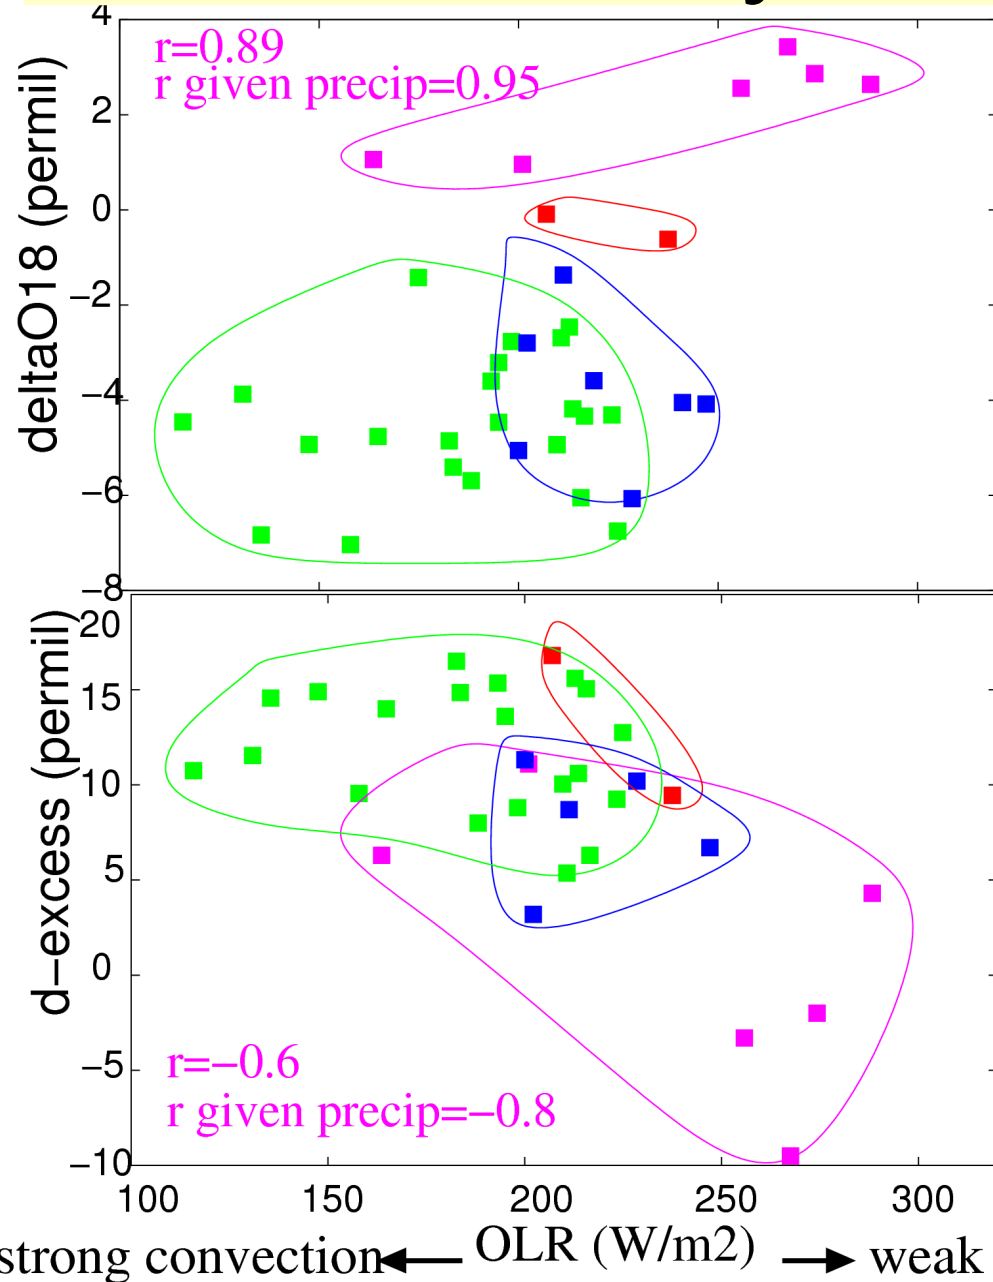 4
r=0.89
r given precip=0.95
2
0
−2
−4
−6
−8
deltaO18 (permil)
20
15
10
5
0
−5
−10
d−excess (permil)
r=−0.6
r given precip=−0.8
100 150 200 250 300
strong convection OLR (W/m2) weak